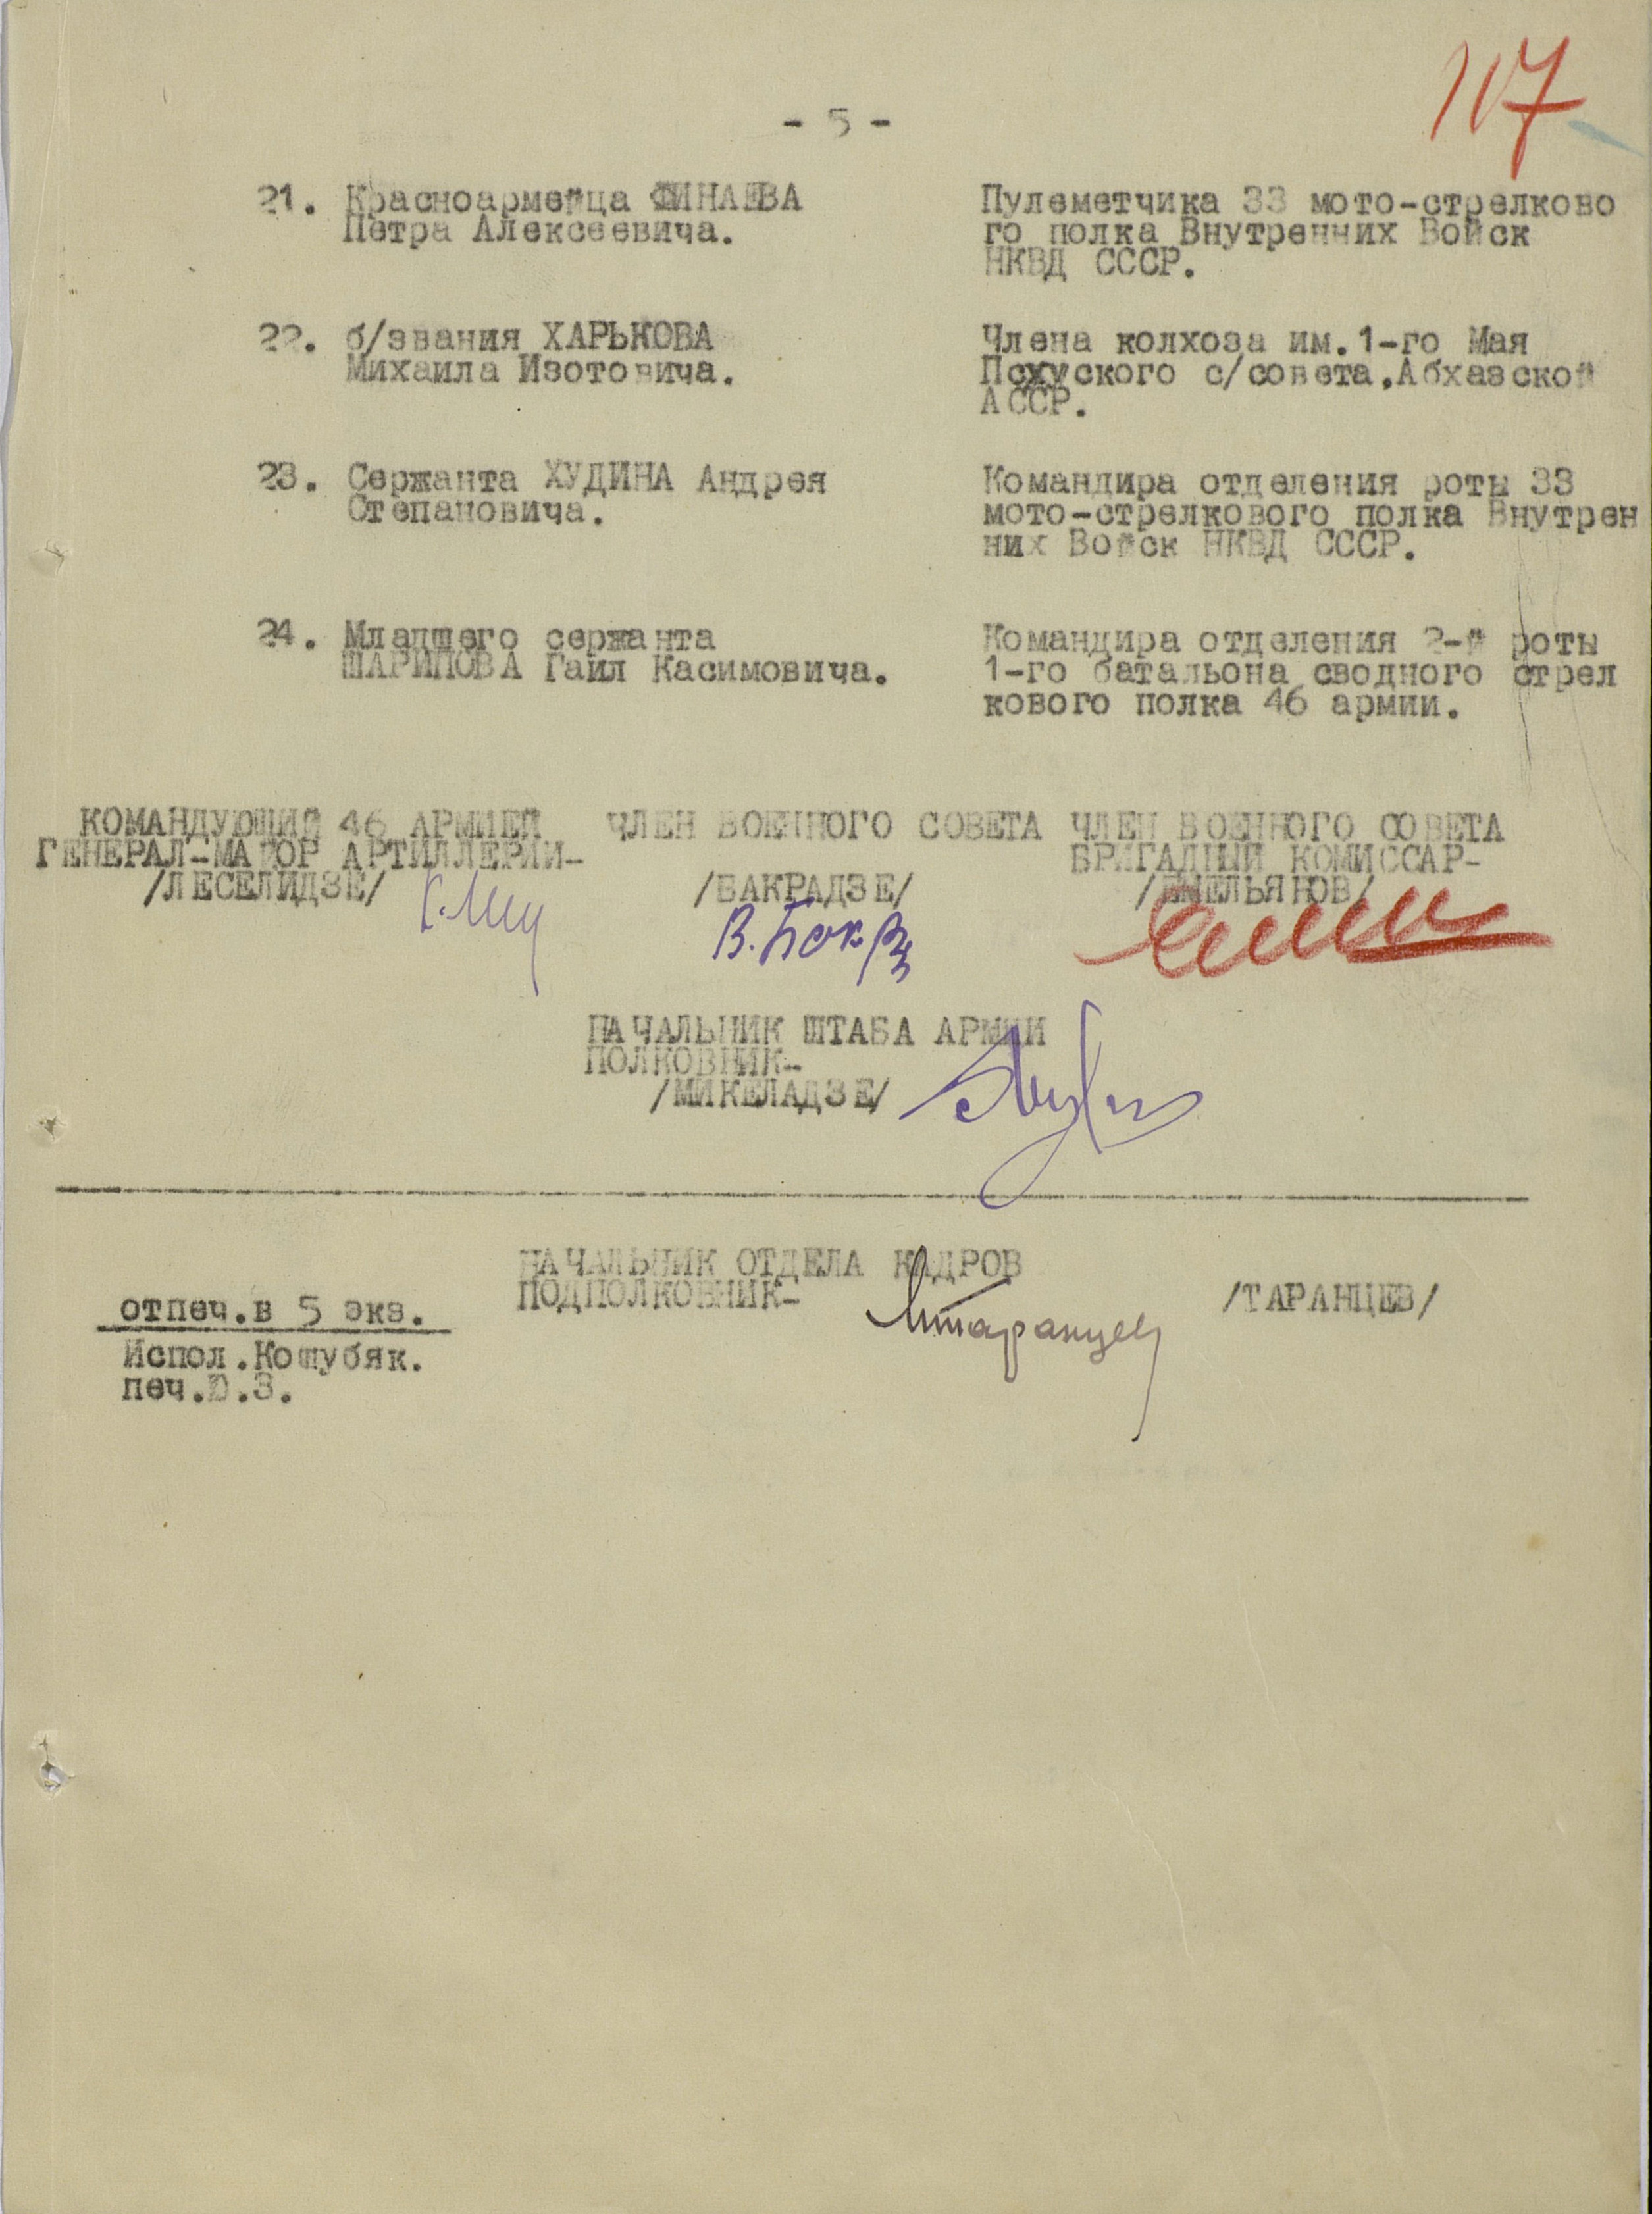 117
- 5 -
21. Красноармейца ФИНАЕВА
Петра Алексеевича.
Пулеметчика 33 мото-стрелково
го полка Внутренних Войск
НКВД СССР.
22. б/звания ХАРЬКОВА
Михаила Изотовича.
Члена колхоза им.1-го Мая
Псхуского с/совета,Абхазской
АССР.
23. Сержанта ХУДИНА Андрея
Степановича.
Командира отделения роты 33
мото-стрелкового полка Внутрен
них Войск НКВД СССР.
24. Младшего сержанта
ШАРИПОВА Гаил Касимовича.
Командира отделения 2-й роты
1-го батальона сводного стрел
кового полка 46 армии.
КОМАНДУЮЩИЙ 46 АРМИЕЙ
ГЕНЕРАЛ-МАЙОР АРТИЛЛЕРИИ-
/ЛЕСЕЛИДЗЕ/
ЧЛЕН ВОЕННОГО СОВЕТА
/БАКРАДЗЕ/
В.Бакр
ЧЛЕН ВОЕННОГО СОВЕТА
БРИГАДНЫЙ КОМИССАР-
/ЕМЕЛЬЯНОВ/
НАЧАЛЬНИК ШТАБА АРМИИ
ПОЛКОВНИК-
/МИКЕЛАДЗЕ/
НАЧАЛЬНИК ОТДЕЛА КАДРОВ
ПОДПОЛКОВНИК-
/ТАРАНЦЕВ/
отпеч.в 5 экз.
Испол.Кошубяк.
печ.Ю.З.